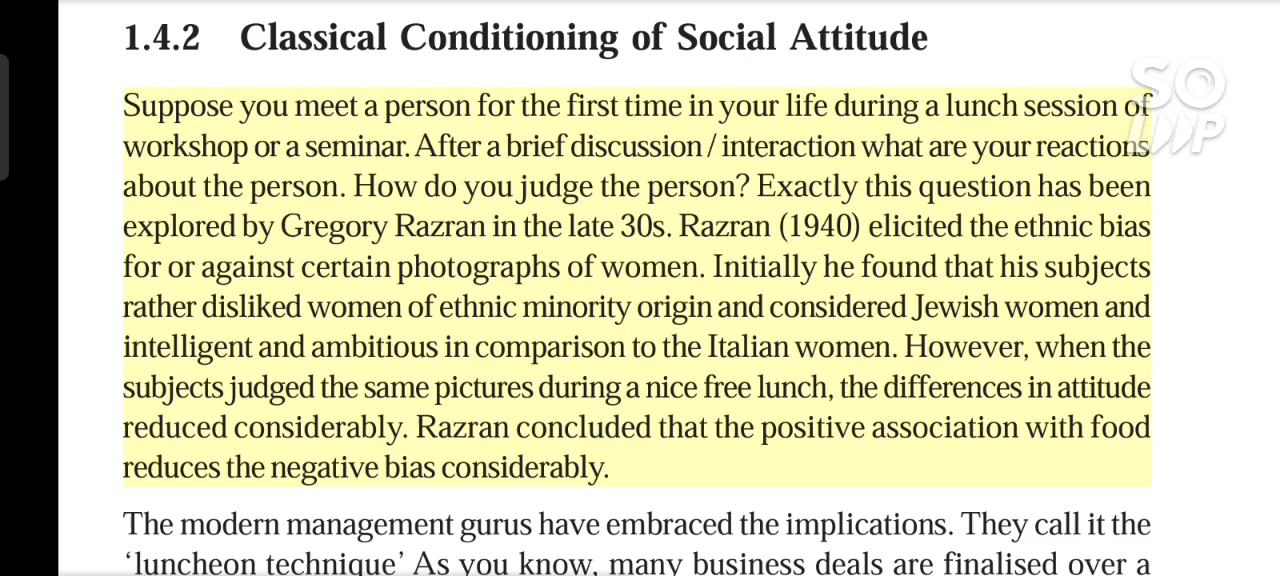 1.4.2 Classical Conditioning of Social Attitude
Suppose you meet a person for the first time in your life during a lunch session of
workshop or a seminar. After a brief discussion / interaction what are your reactions
about the person. How do you judge the person? Exactly this question has been
explored by Gregory Razran in the late 30s. Razran (1940) elicited the ethnic bias
for or against certain photographs of women. Initially he found that his subjects
rather disliked women of ethnic minority origin and considered Jewish women and
intelligent and ambitious in comparison to the Italian women. However, when the
subjects judged the same pictures during a nice free lunch, the differences in attitude
reduced considerably. Razran concluded that the positive association with food
reduces the negative bias considerably.
The modern management gurus have embraced the implications. They call it the
‘luncheon technique’ As you know, many business deals are finalised over a